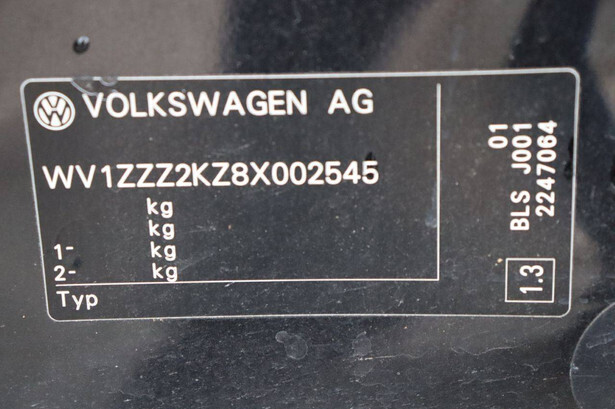 VOLKSWAGEN AG
WV1ZZZ2KZ8X002545
kg
kg
1- kg
2- kg
Typ
01
BLS J001
2247064
1.3